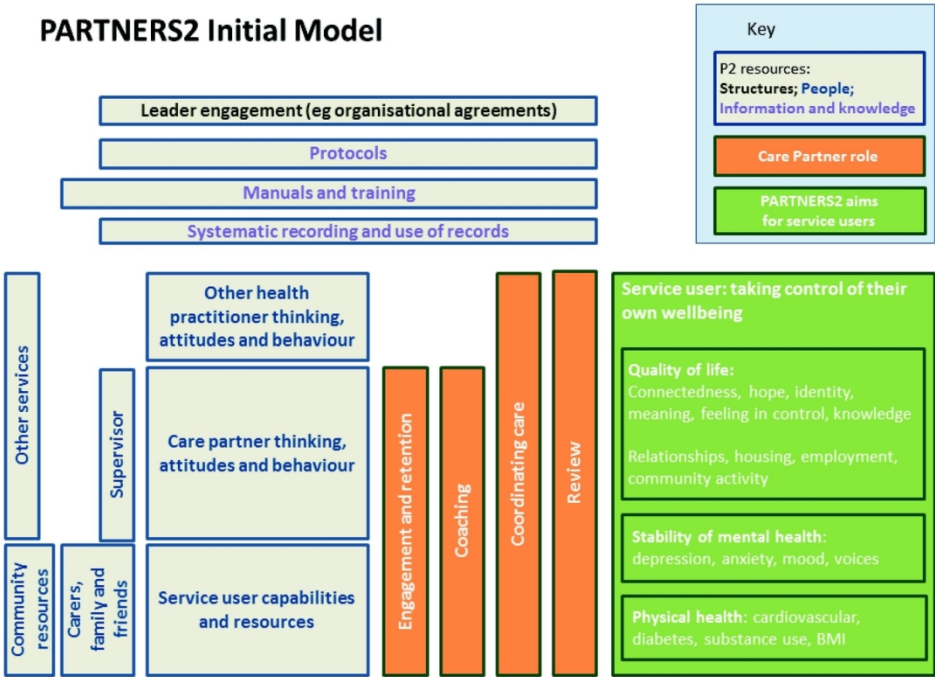 PARTNERS2 Initial Model
Key
P2 resources:
Structures; People;
Information and knowledge
Care Partner role
PARTNERS2 aims
for service users
Leader engagement (eg organisational agreements)
Protocols
Manuals and training
Systematic recording and use of records
Other services
Community
resources
Supervisor
Carers,
family and
friends
Other health
practitioner thinking,
attitudes and behaviour
Care partner thinking,
attitudes and behaviour
Service user capabilities
and resources
Engagement and retention
Coaching
Coordinating care
Review
Service user: taking control of their
own wellbeing
Quality of life:
Connectedness, hope, identity,
meaning, feeling in control, knowledge
Relationships, housing, employment,
community activity
Stability of mental health:
depression, anxiety, mood, voices
Physical health: cardiovascular,
diabetes, substance use, BMI